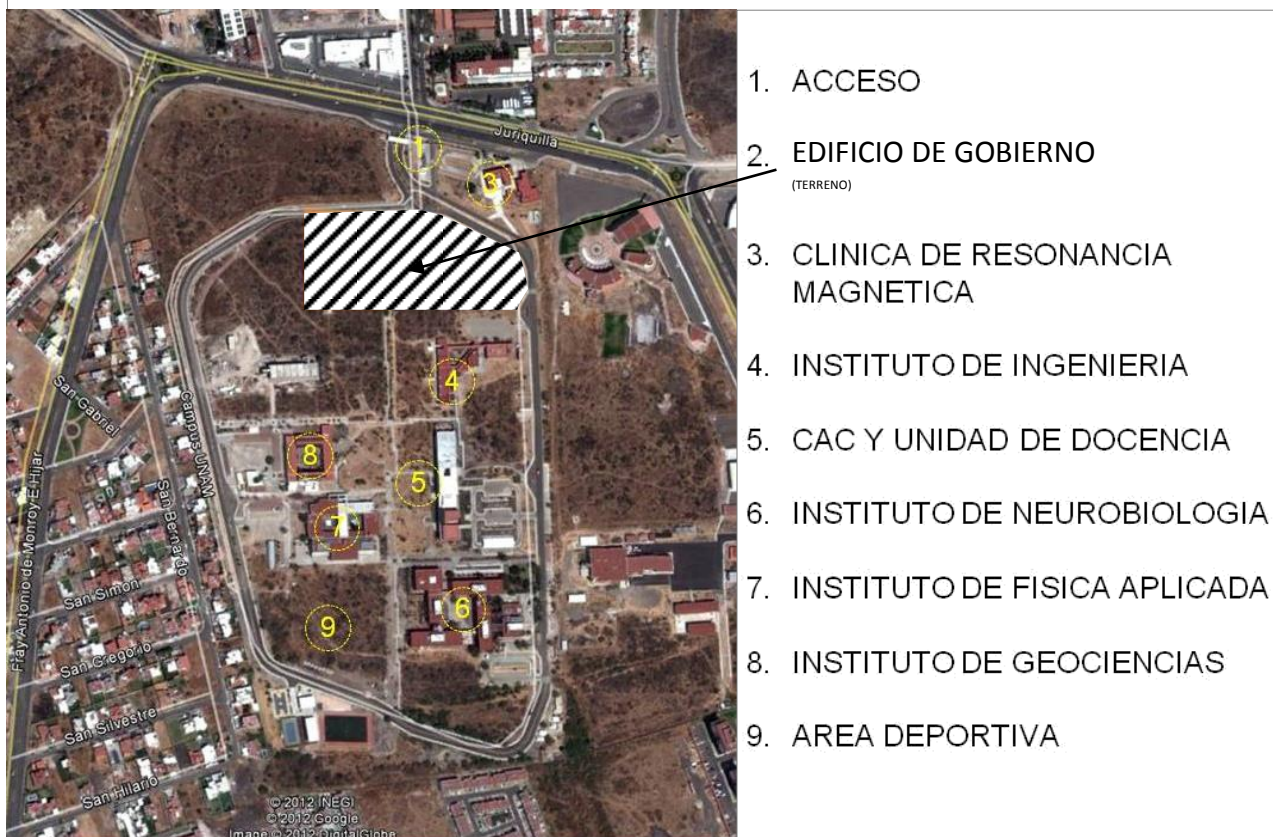 Juriquilla
1
3
4
8
5
7
6
9
San Gabriel
Campus UNAM
San Bernardo
Fray Antonio de Monroy E Hijar
San Simon
San Gregorio
San Silvestre
San Hilario
© 2012 INEGI
© 2012 Google
Image © 2012 DigitalGlobe
1. ACCESO
2. EDIFICIO DE GOBIERNO
(TERRENO)
3. CLINICA DE RESONANCIA
MAGNETICA
4. INSTITUTO DE INGENIERIA
5. CAC Y UNIDAD DE DOCENCIA
6. INSTITUTO DE NEUROBIOLOGIA
7. INSTITUTO DE FISICA APLICADA
8. INSTITUTO DE GEOCIENCIAS
9. AREA DEPORTIVA